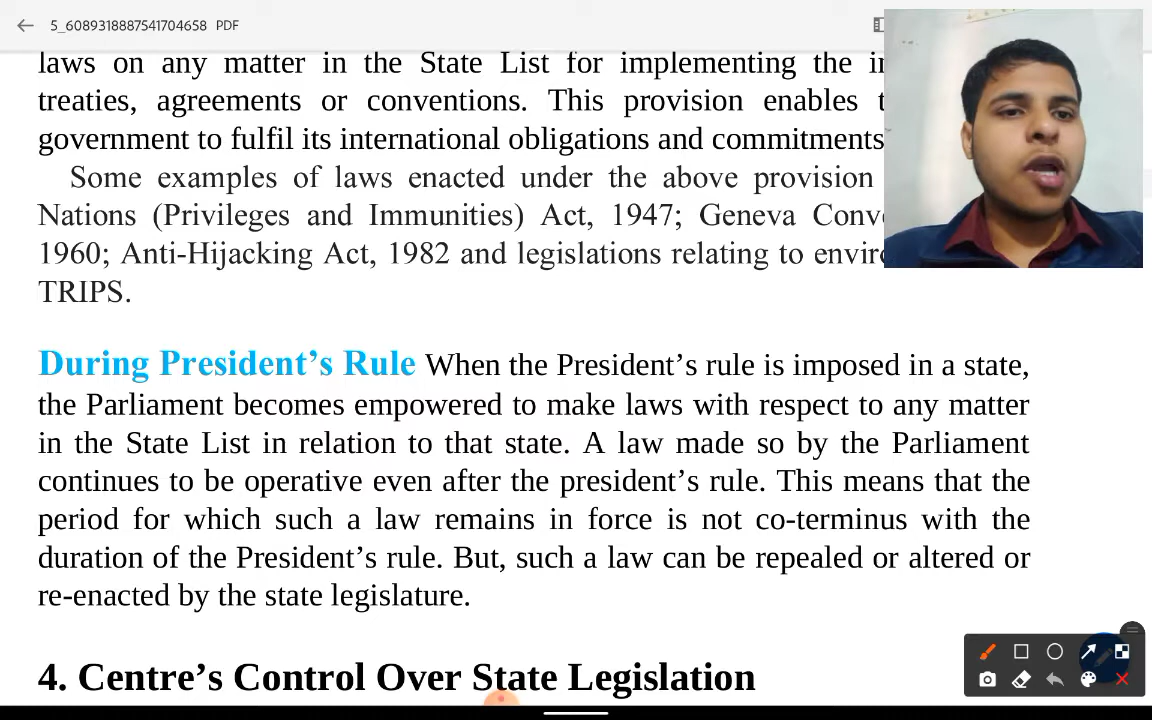 5_6089318887541704658 PDF
laws on any matter in the State List for implementing the
treaties, agreements or conventions. This provision enables
government to fulfil its international obligations and commitments
Some examples of laws enacted under the above provision
Nations (Privileges and Immunities) Act, 1947; Geneva
1960; Anti-Hijacking Act, 1982 and legislations relating to
TRIPS.
During President’s Rule When the President’s rule is imposed in a state,
the Parliament becomes empowered to make laws with respect to any matter
in the State List in relation to that state. A law made so by the Parliament
continues to be operative even after the president’s rule. This means that the
period for which such a law remains in force is not co-terminus with the
duration of the President’s rule. But, such a law can be repealed or altered or
re-enacted by the state legislature.
4. Centre’s Control Over State Legislation